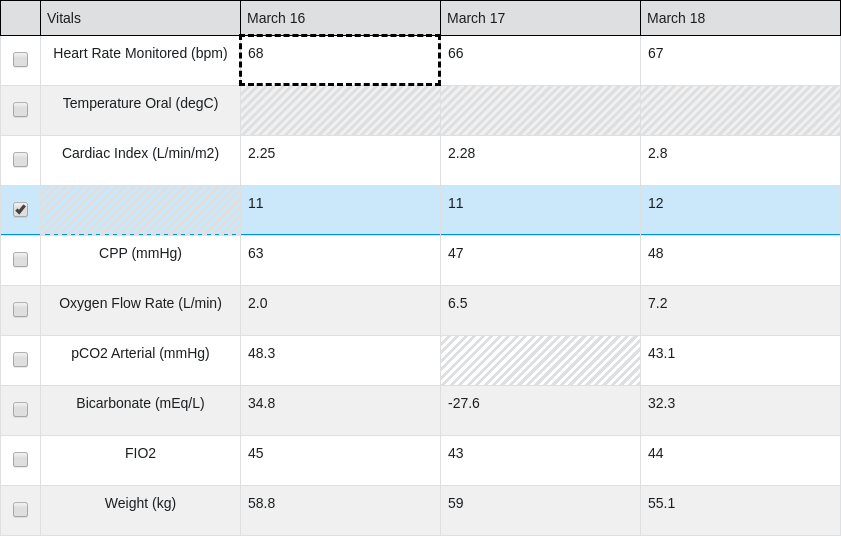 Vitals March 16 March 17 March 18
Heart Rate Monitored (bpm) 68 66 67
Temperature Oral (degC)
Cardiac Index (L/min/m2) 2.25 2.28 2.8
11 11 12
CPP (mmHg) 63 47 48
Oxygen Flow Rate (L/min) 2.0 6.5 7.2
pCO2 Arterial (mmHg) 48.3 43.1
Bicarbonate (mEq/L) 34.8 -27.6 32.3
FIO2 45 43 44
Weight (kg) 58.8 59 55.1